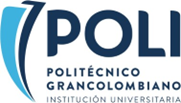 POLI
POLITÉCNICO
GRANCOLOMBIANO
INSTITUCIÓN UNIVERSITARIA